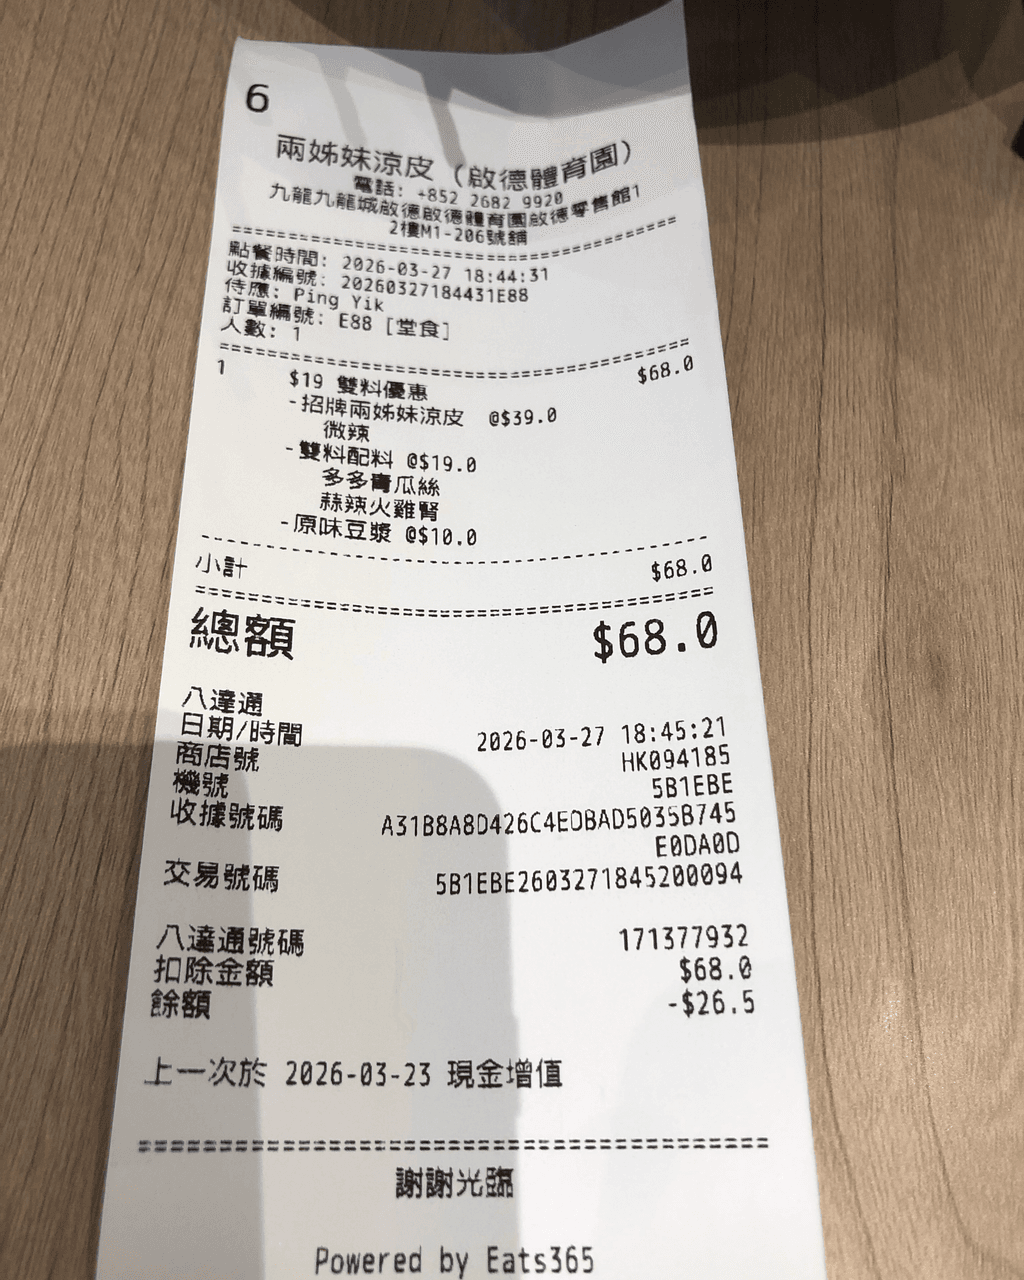 6
兩姊妹涼皮 (啟德體育園)
電話: +852 2682 9920
九龍九龍城啟德啟德體育園啟德零售館1
2樓M1-206號舖
點餐時間: 2026-03-27 18:44:31
收據編號: 20260327184431E88
侍應: Ping Yik
訂單編號: E88 [堂食]
人數: 1
1 $19 雙料優惠 $68.0
-招牌兩姊妹涼皮 @$39.0
微辣
-雙料配料 @$19.0
多多青瓜絲
蒜辣火雞腎
-原味豆漿 @$10.0
小計 $68.0
總額 $68.0
八達通
日期/時間 2026-03-27 18:45:21
商店號 HK094185
機號 5B1EBE
收據號碼 A31B8A8D426C4E0BAD5035B745
E0DA0D
交易號碼 5B1EBE2603271845200094
八達通號碼 171377932
扣除金額 $68.0
餘額 -$26.5
上一次於 2026-03-23 現金增值
謝謝光臨
Powered by Eats365